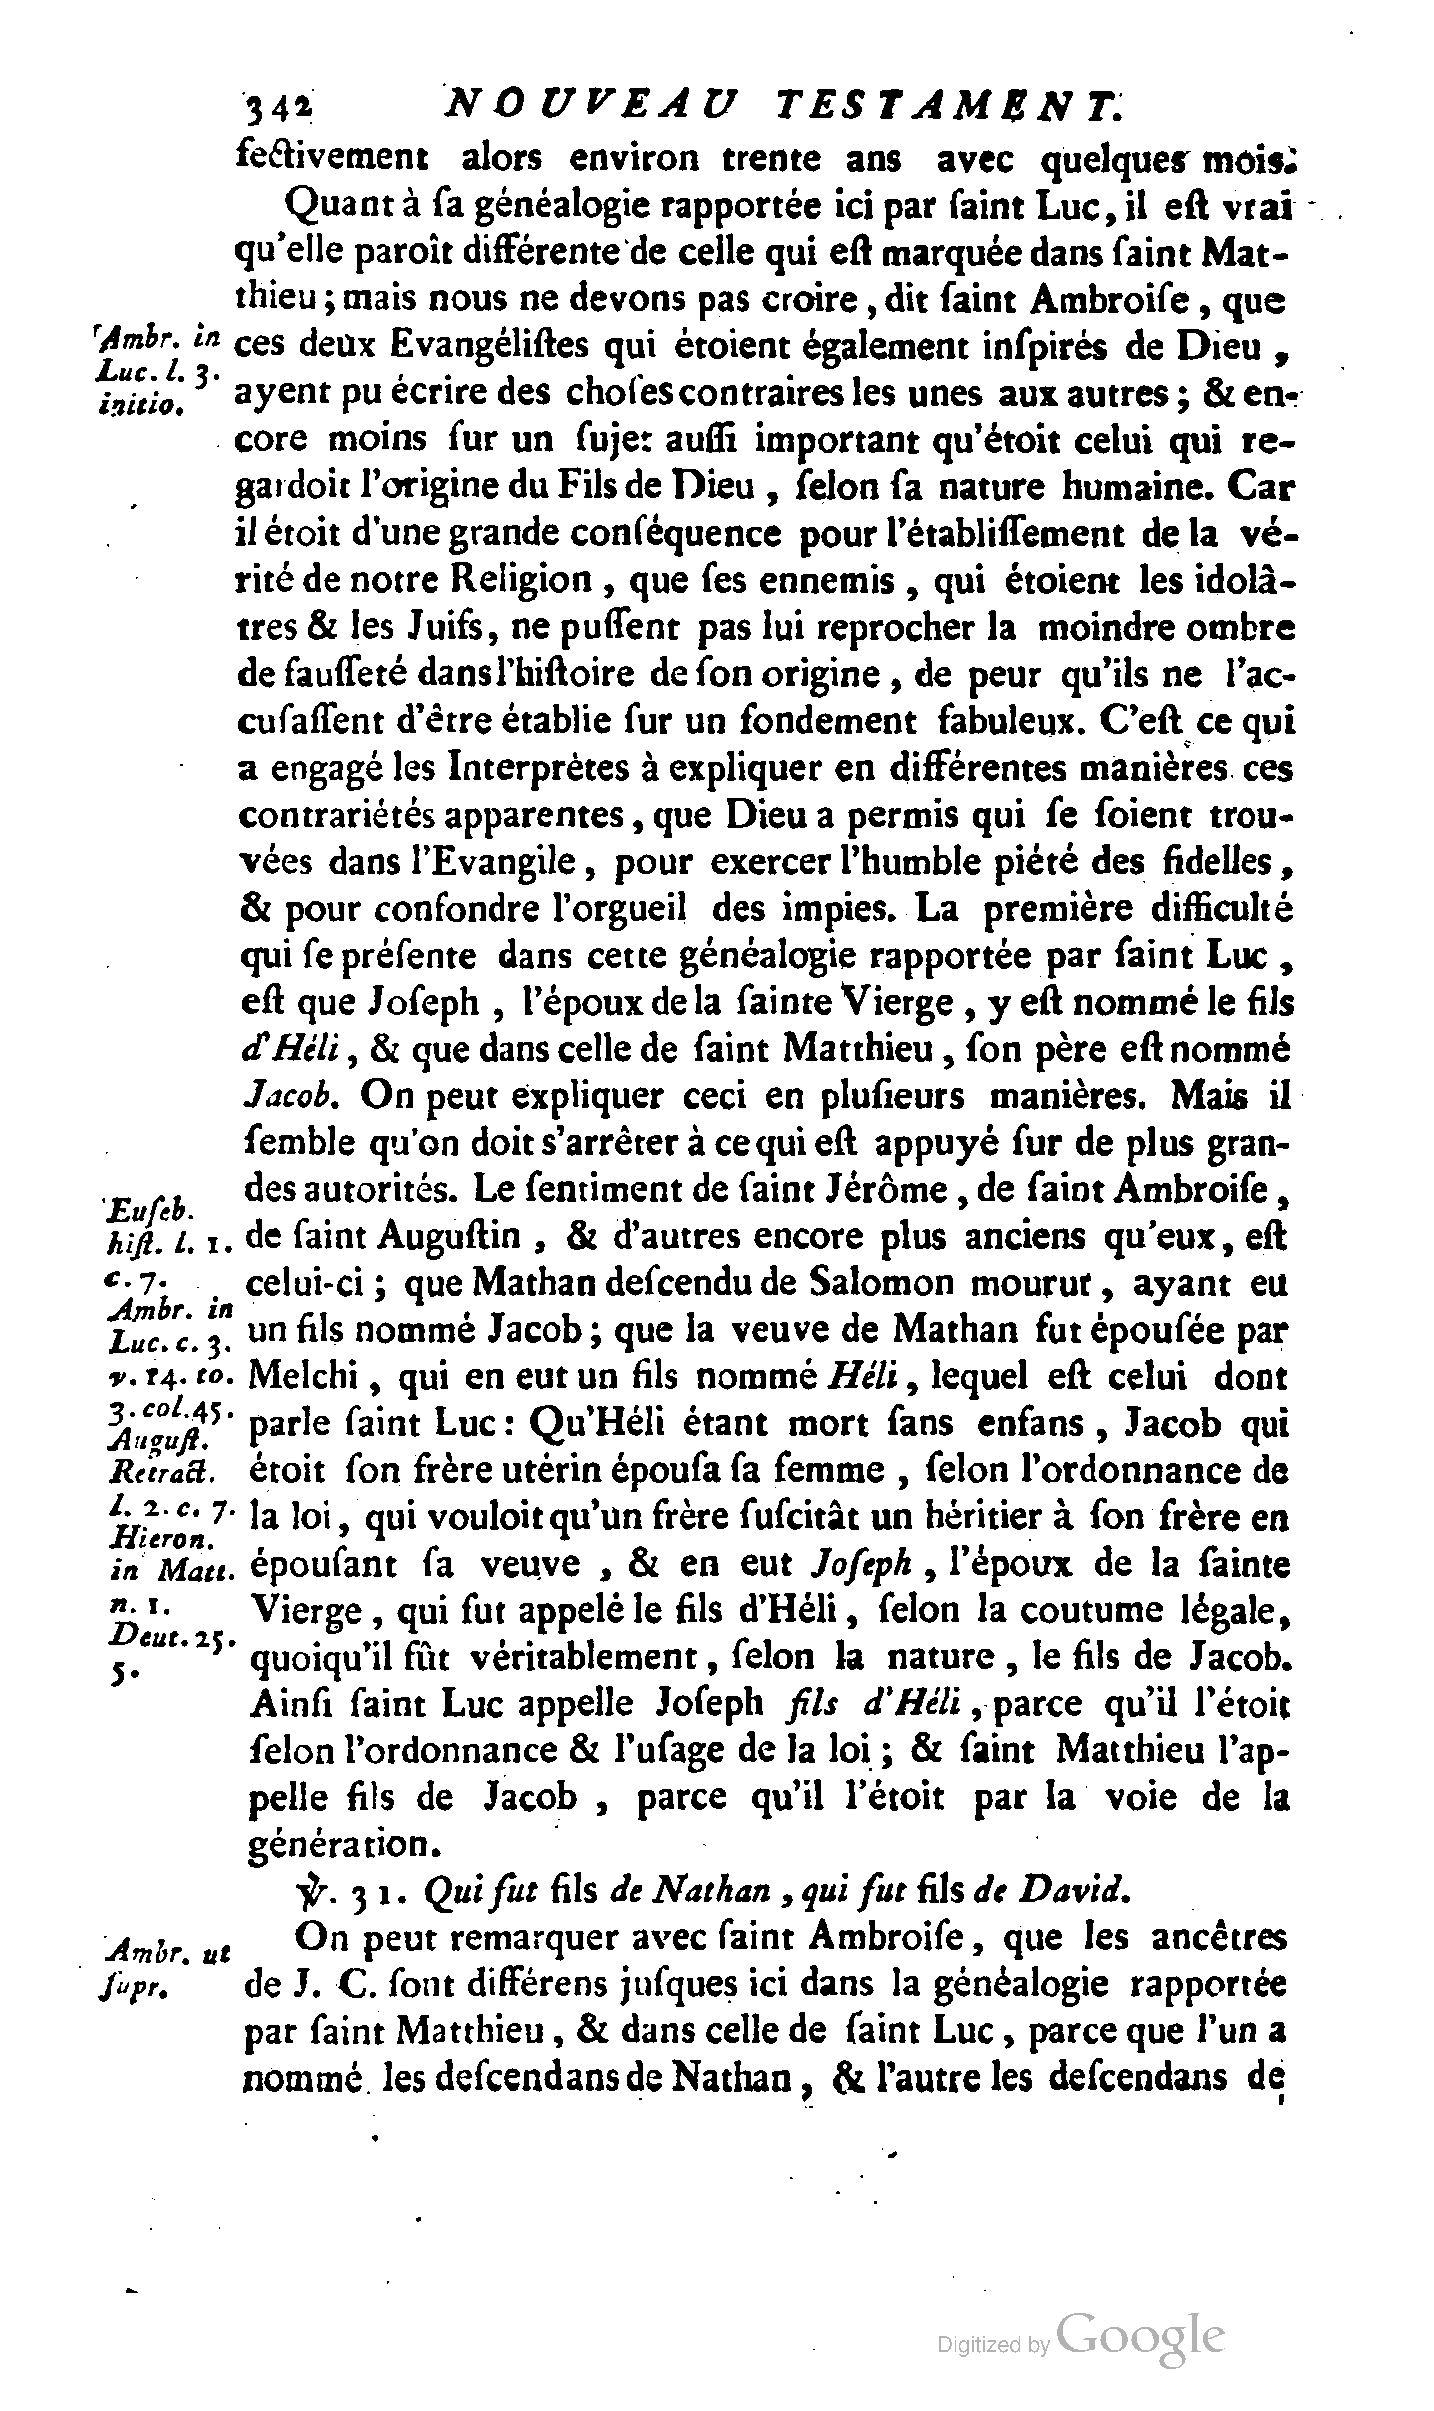 342 NOUVEAU TESTAMENT.
fectivement alors environ trente ans avec quelques mois.
Quant à ſa généalogie rapportée ici par ſaint Luc, il eſt vrai
qu'elle paroît différente de celle qui eſt marquée dans ſaint Mat-
thieu ; mais nous ne devons pas croire, dit ſaint Ambroiſe, que
ces deux Evangéliſtes qui étoient également inſpirés de Dieu,
ayent pu écrire des choſes contraires les unes aux autres ; & en-
core moins ſur un ſujet auſſi important qu'étoit celui qui re-
gardoit l'origine du Fils de Dieu, ſelon ſa nature humaine. Car
il étoit d'une grande conſéquence pour l'établiſſement de la vé-
rité de notre Religion, que ſes ennemis, qui étoient les idolâ-
tres & les Juifs, ne puſſent pas lui reprocher la moindre ombre
de fauſſeté dans l'hiſtoire de ſon origine, de peur qu'ils ne l'ac-
cuſaſſent d'être établie ſur un fondement fabuleux. C'eſt ce qui
a engagé les Interprètes à expliquer en différentes manières ces
contrariétés apparentes, que Dieu a permis qui ſe ſoient trou-
vées dans l'Evangile, pour exercer l'humble piété des fidelles,
& pour confondre l'orgueil des impies. La première difficulté
qui ſe préſente dans cette généalogie rapportée par ſaint Luc,
eſt que Joſeph, l'époux de la ſainte Vierge, y eſt nommé le fils
d'Héli, & que dans celle de ſaint Matthieu, ſon père eſt nommé
Jacob. On peut expliquer ceci en pluſieurs manières. Mais il
ſemble qu'on doit s'arrêter à ce qui eſt appuyé ſur de plus gran-
des autorités. Le ſentiment de ſaint Jérôme, de ſaint Ambroiſe,
de ſaint Auguſtin, & d'autres encore plus anciens qu'eux, eſt
celui-ci ; que Mathan deſcendu de Salomon mourut, ayant eu
un fils nommé Jacob ; que la veuve de Mathan fut épouſée par
Melchi, qui en eut un fils nommé Héli, lequel eſt celui dont
parle ſaint Luc : Qu'Héli étant mort ſans enfans, Jacob qui
étoit ſon frère utérin épouſa ſa femme, ſelon l'ordonnance de
la loi, qui vouloit qu'un frère ſuſcitât un héritier à ſon frère en
épouſant ſa veuve, & en eut Joſeph, l'époux de la ſainte
Vierge, qui fut appelé le fils d'Héli, ſelon la coutume légale,
quoiqu'il fût véritablement, ſelon la nature, le fils de Jacob.
Ainſi ſaint Luc appelle Joſeph fils d'Héli, parce qu'il l'étoit
ſelon l'ordonnance & l'uſage de la loi ; & ſaint Matthieu l'ap-
pelle fils de Jacob, parce qu'il l'étoit par la voie de la
génération.
℣. 31. Qui fut fils de Nathan, qui fut fils de David.
On peut remarquer avec ſaint Ambroiſe, que les ancêtres
de J. C. ſont différens juſques ici dans la généalogie rapportée
par ſaint Matthieu, & dans celle de ſaint Luc, parce que l'un a
nommé les deſcendans de Nathan, & l'autre les deſcendans de
Ambr. in
Luc. l. 3.
initio.
Euſeb.
hiſt. l. 1.
c. 7.
Ambr. in
Luc. c. 3.
v. 14. to.
3. col. 45.
Auguſt.
Retract.
l. 2. c. 7.
Hieron.
in Matt.
n. 1.
Deut. 25.
5.
Ambr. ut
ſupr.
Digitized by Google